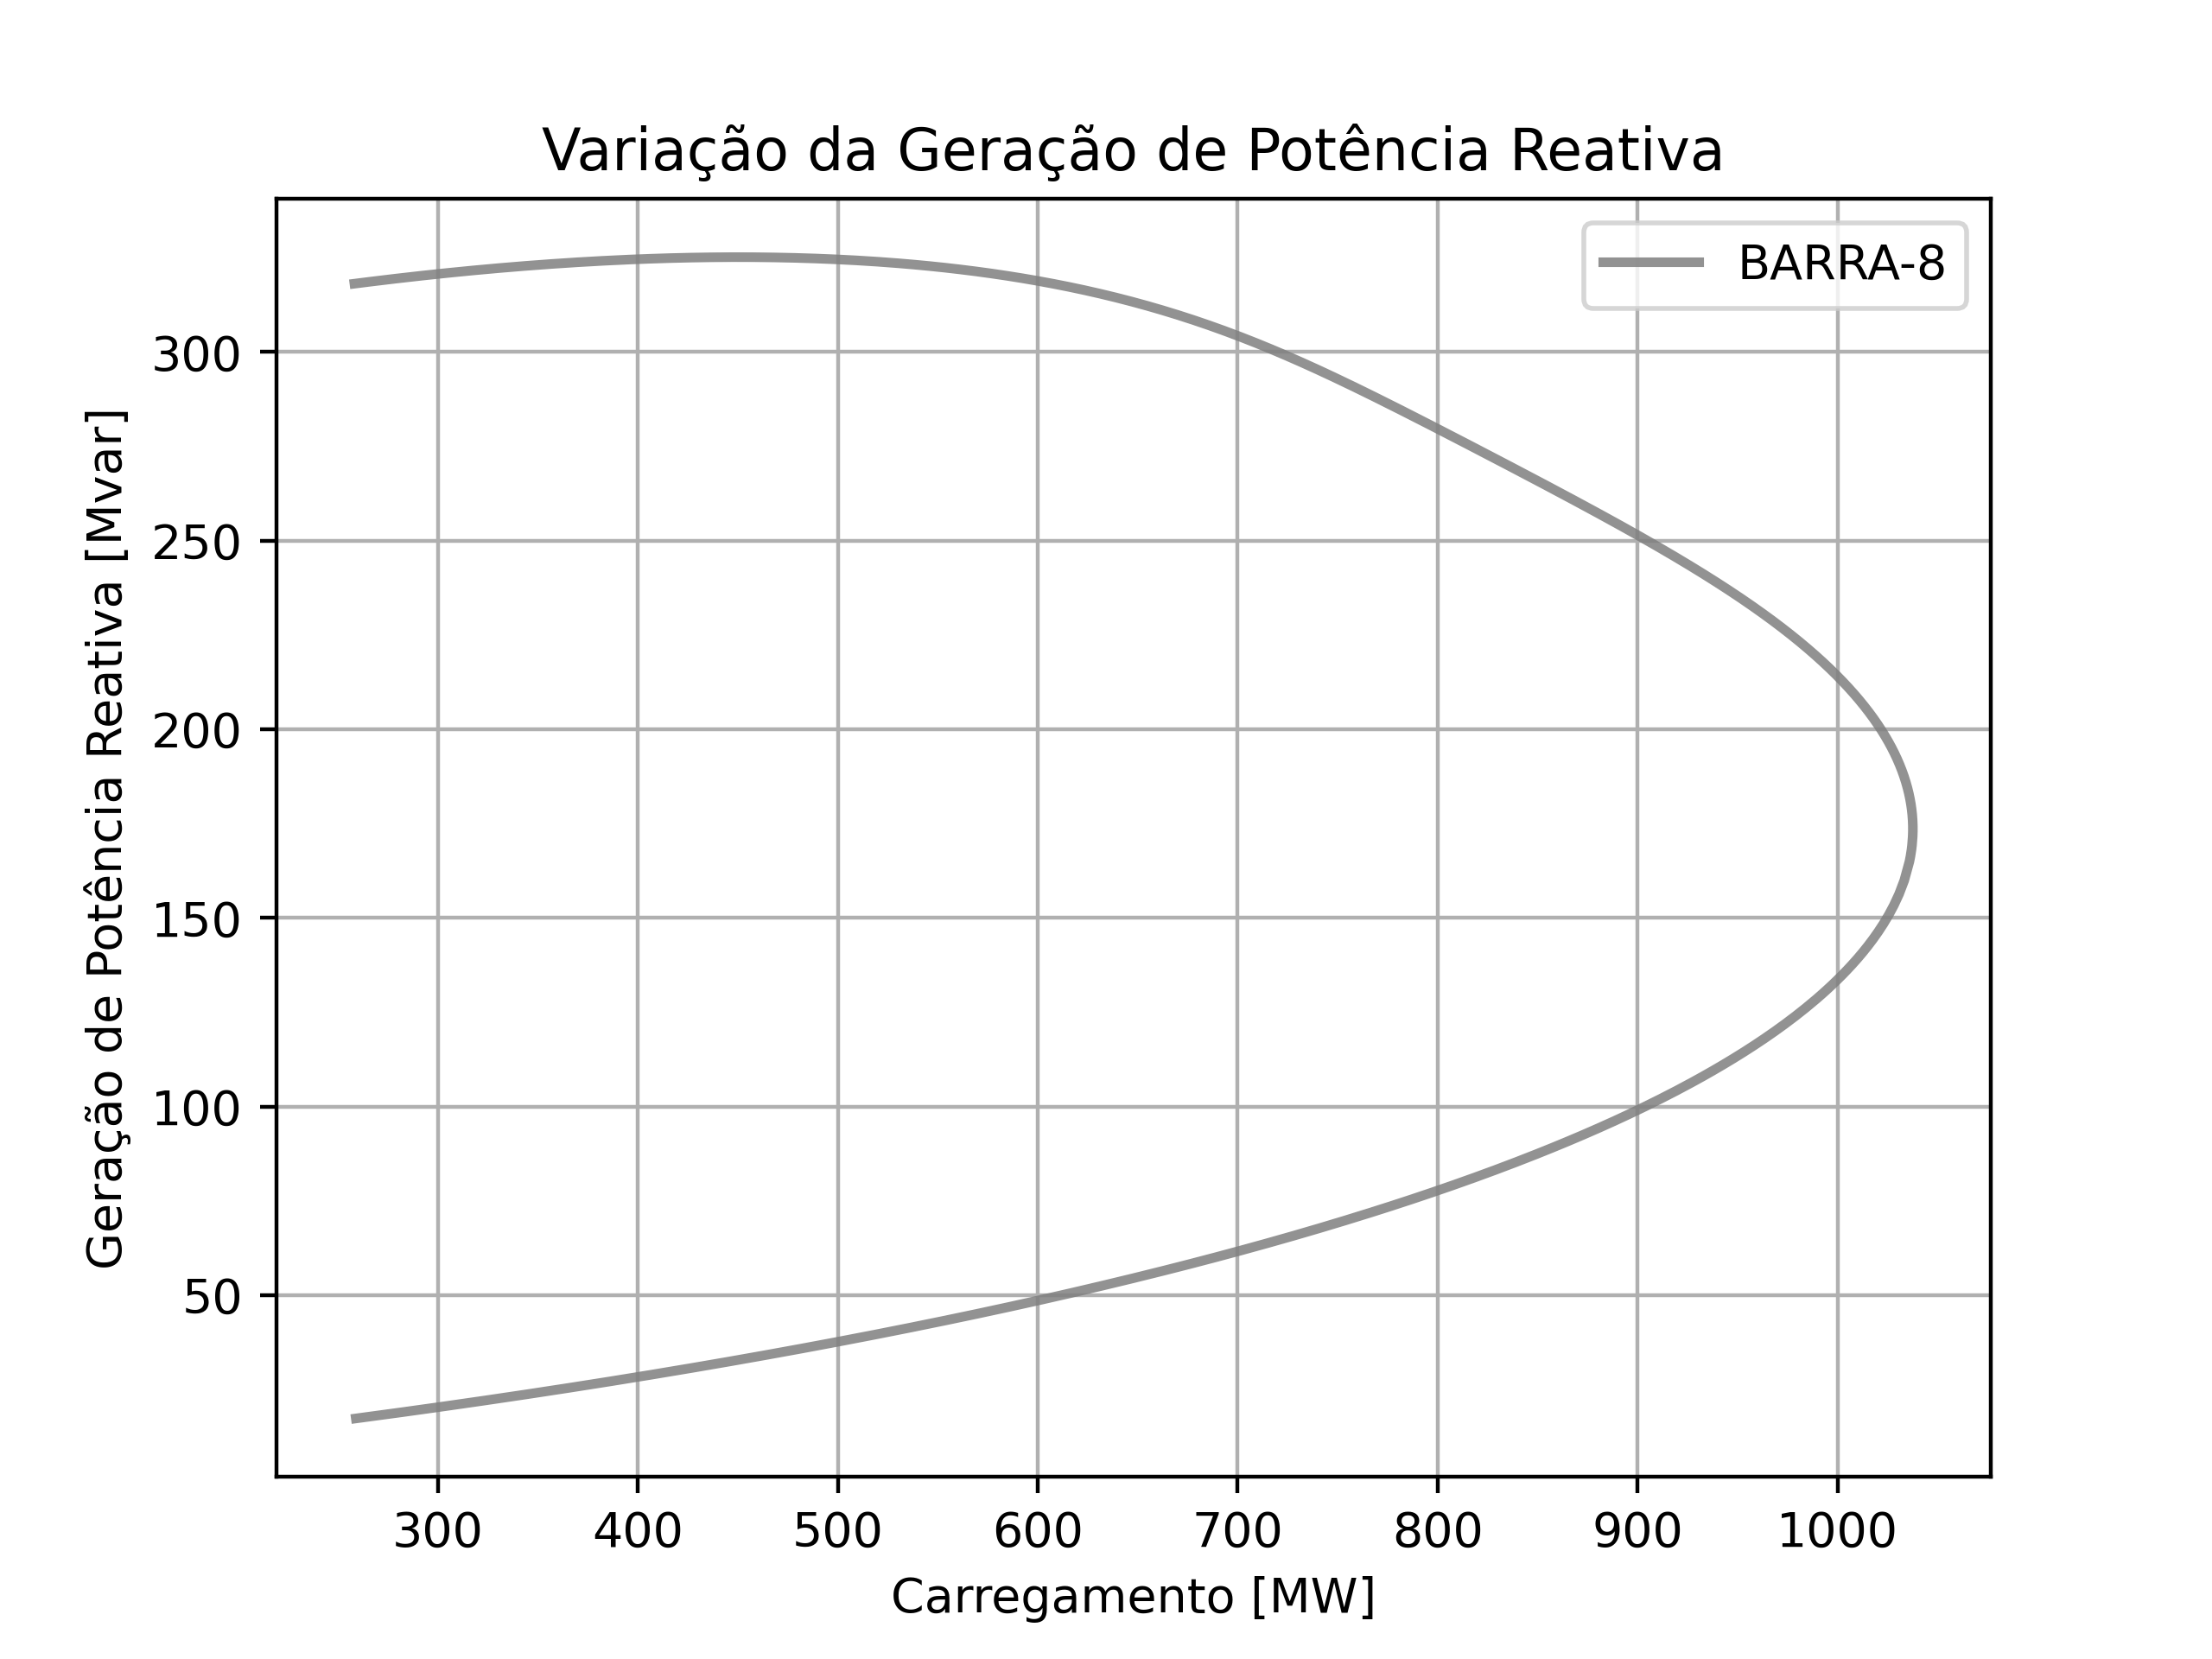 Variação da Geração de Potência Reativa
BARRA-8
Geração de Potência Reativa [Mvar]
300
250
200
150
100
50
300 400 500 600 700 800 900 1000
Carregamento [MW]